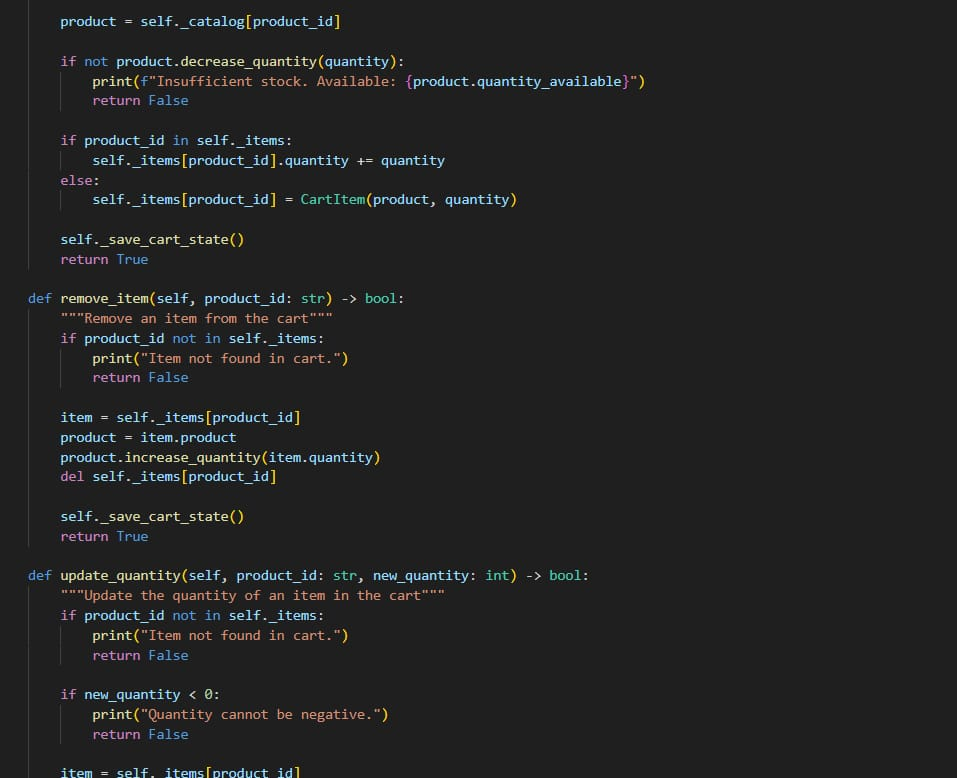 product = self._catalog[product_id]
if not product.decrease_quantity(quantity):
print(f"Insufficient stock. Available: {product.quantity_available}")
return False
if product_id in self._items:
self._items[product_id].quantity += quantity
else:
self._items[product_id] = CartItem(product, quantity)
self._save_cart_state()
return True
def remove_item(self, product_id: str) -> bool:
"""Remove an item from the cart"""
if product_id not in self._items:
print("Item not found in cart.")
return False
item = self._items[product_id]
product = item.product
product.increase_quantity(item.quantity)
del self._items[product_id]
self._save_cart_state()
return True
def update_quantity(self, product_id: str, new_quantity: int) -> bool:
"""Update the quantity of an item in the cart"""
if product_id not in self._items:
print("Item not found in cart.")
return False
if new_quantity < 0:
print("Quantity cannot be negative.")
return False
item = self._items[product_id]